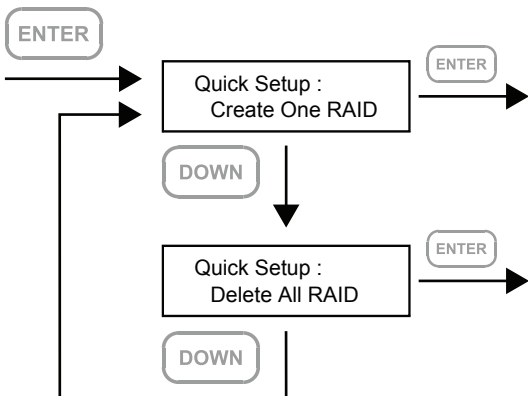 ENTER
ENTER
Quick Setup :
Create One RAID
DOWN
ENTER
Quick Setup :
Delete All RAID
DOWN